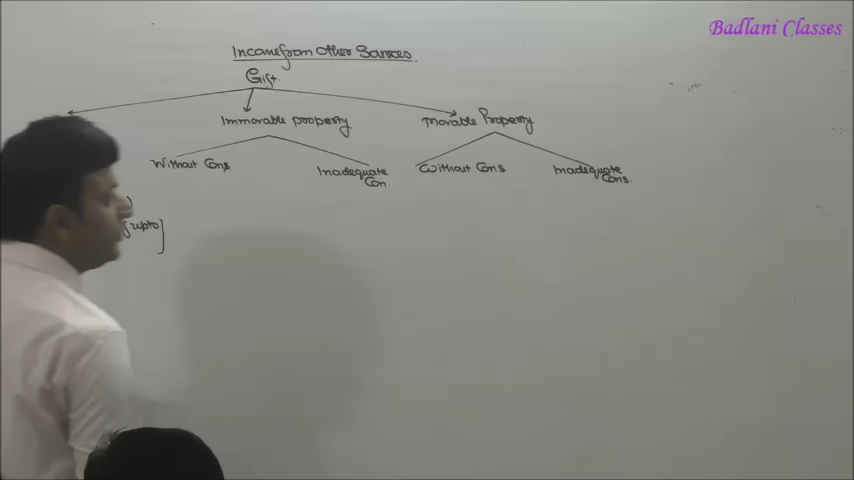 Badlani Classes
Income from Other Sources
Gift
Immovable property
Movable Property
Without Cons
Inadequate
Con
Without Cons
Inadequate
Cons.
upto]